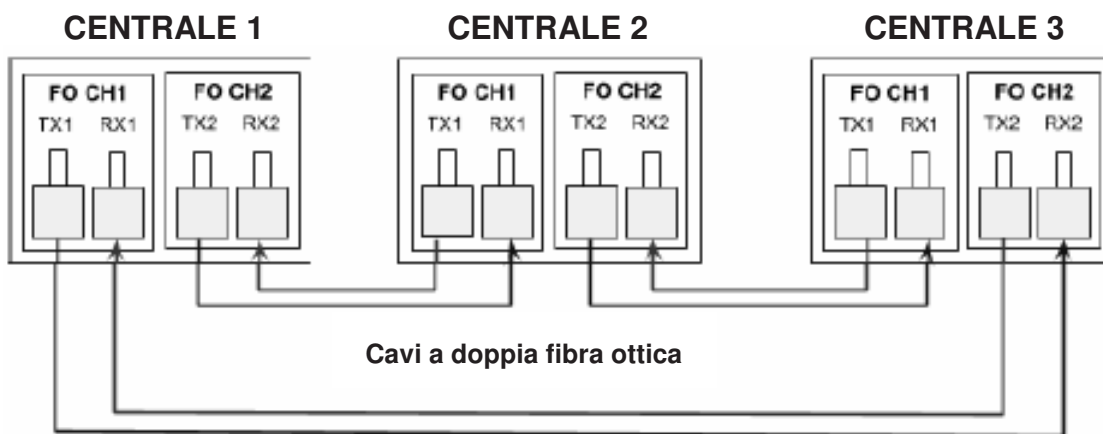 CENTRALE 1 CENTRALE 2 CENTRALE 3
FO CH1 FO CH2 FO CH1 FO CH2 FO CH1 FO CH2
TX1 RX1 TX2 RX2 TX1 RX1 TX2 RX2 TX1 RX1 TX2 RX2
Cavi a doppia fibra ottica